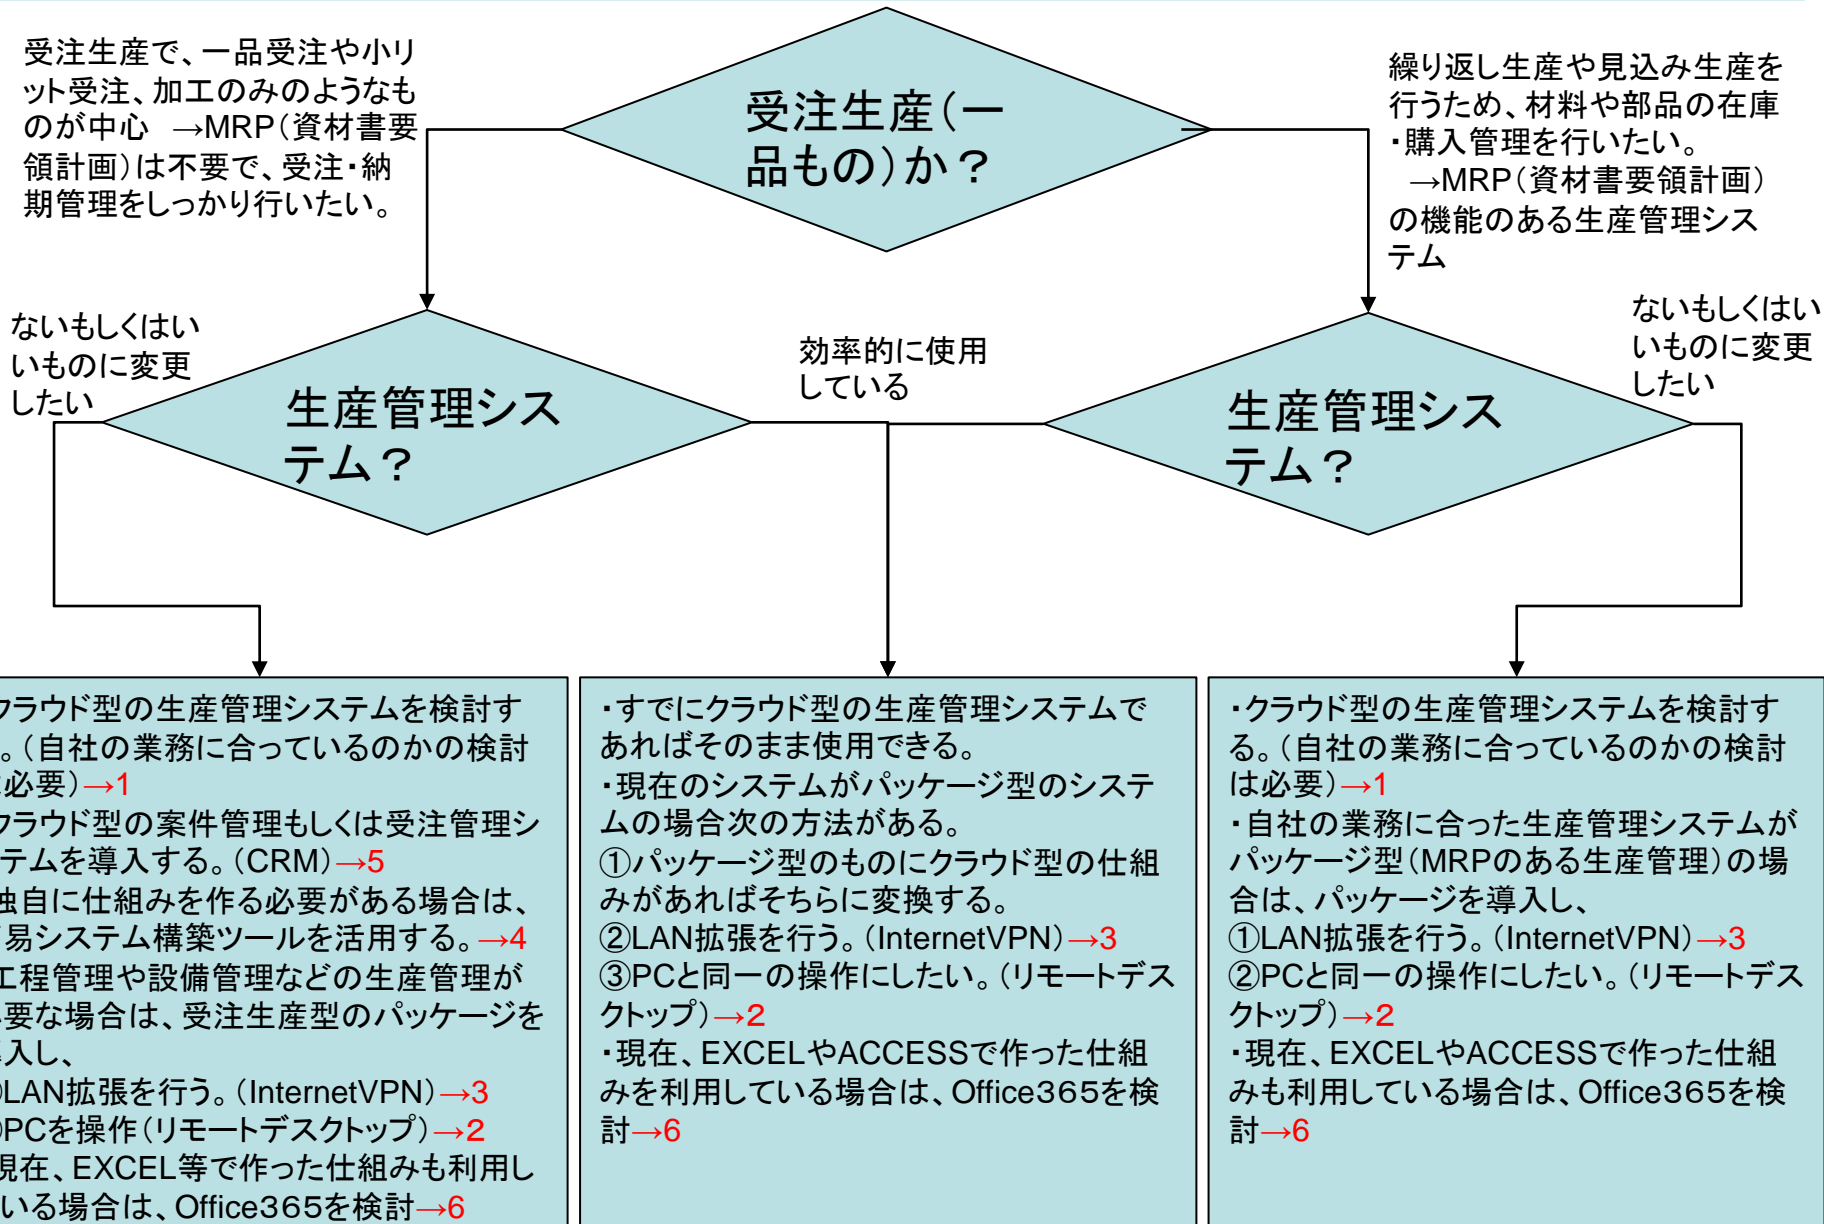 受注生産で、一品受注や小リ
ット受注、加工のみのようなも
のが中心　→MRP（資材書要
領計画）は不要で、受注・納
期管理をしっかり行いたい。
受注生産（一
品もの）か？
繰り返し生産や見込み生産を
行うため、材料や部品の在庫
・購入管理を行いたい。
→MRP（資材書要領計画）
の機能のある生産管理シス
テム
ないもしくはい
いものに変更
したい
生産管理シス
テム？
効率的に使用
している
生産管理シス
テム？
ないもしくはい
いものに変更
したい
クラウド型の生産管理システムを検討す
。（自社の業務に合っているのかの検討
必要）→1
クラウド型の案件管理もしくは受注管理シ
テムを導入する。（CRM）→5
独自に仕組みを作る必要がある場合は、
易システム構築ツールを活用する。→4
工程管理や設備管理などの生産管理が
要な場合は、受注生産型のパッケージを
入し、
LAN拡張を行う。（InternetVPN）→3
PCを操作（リモートデスクトップ）→2
現在、EXCEL等で作った仕組みも利用し
いる場合は、Office365を検討→6
・すでにクラウド型の生産管理システムで
あればそのまま使用できる。
・現在のシステムがパッケージ型のシステ
ムの場合次の方法がある。
①パッケージ型のものにクラウド型の仕組
みがあればそちらに変換する。
②LAN拡張を行う。（InternetVPN）→3
③PCと同一の操作にしたい。（リモートデス
クトップ）→2
・現在、EXCELやACCESSで作った仕組
みを利用している場合は、Office365を検
討→6
・クラウド型の生産管理システムを検討す
る。（自社の業務に合っているのかの検討
は必要）→1
・自社の業務に合った生産管理システムが
パッケージ型（MRPのある生産管理）の場
合は、パッケージを導入し、
①LAN拡張を行う。（InternetVPN）→3
②PCと同一の操作にしたい。（リモートデス
クトップ）→2
・現在、EXCELやACCESSで作った仕組
みも利用している場合は、Office365を検
討→6